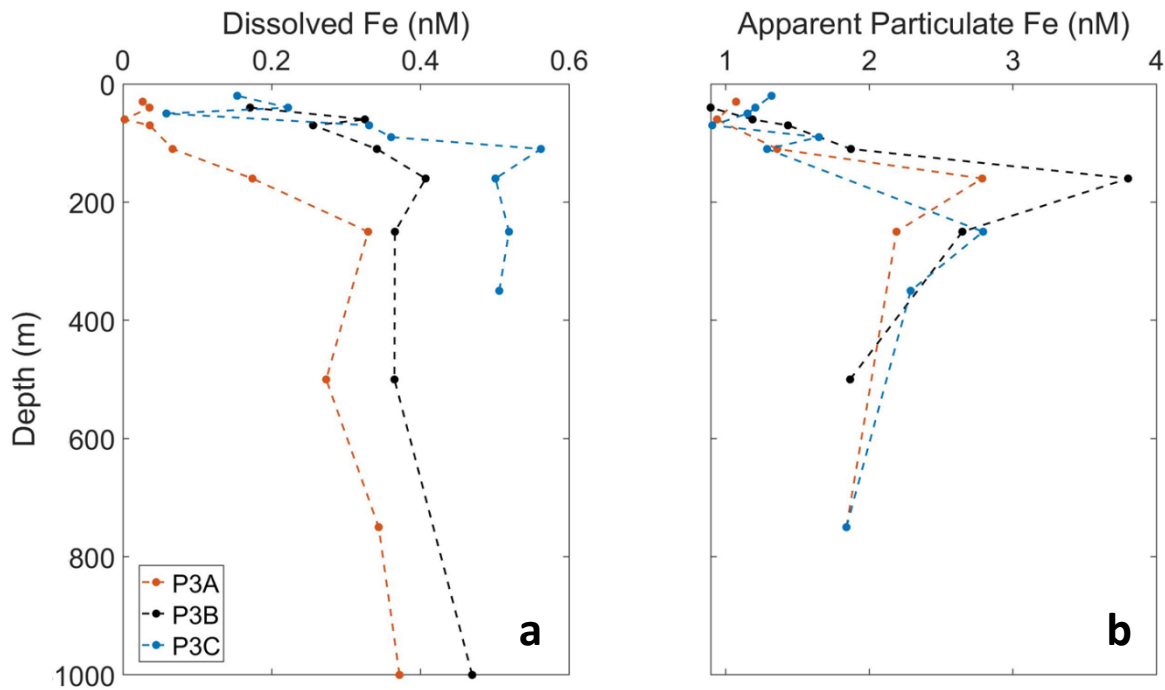 Dissolved Fe (nM)
0 0.2 0.4 0.6
Apparent Particulate Fe (nM)
1 2 3 4
Depth (m)
0
200
400
600
800
1000
P3A
P3B
P3C
a
b